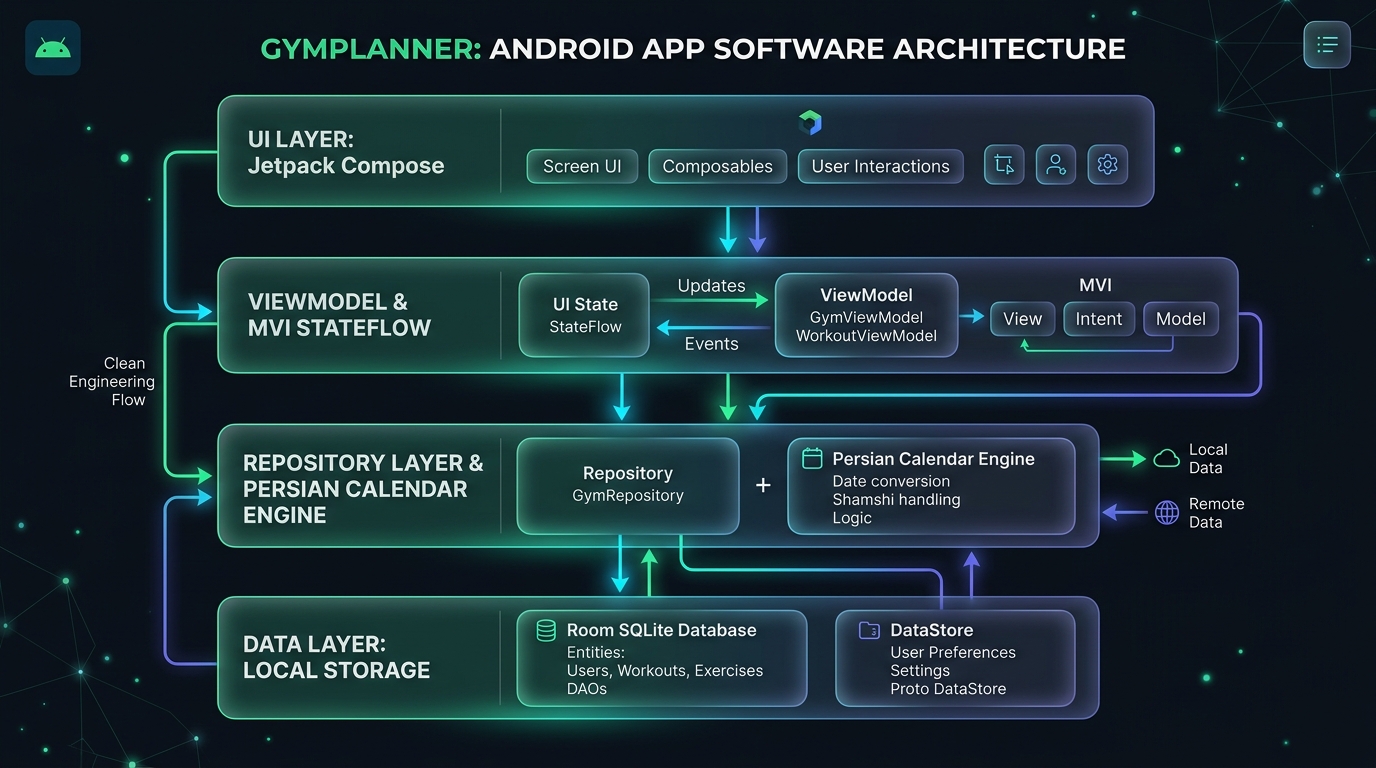 GYMPLANNER: ANDROID APP SOFTWARE ARCHITECTURE
UI LAYER:
Jetpack Compose
Screen UI
Composables
User Interactions
VIEWMODEL &
MVI STATEFLOW
UI State
StateFlow
Updates
Events
ViewModel
GymViewModel
WorkoutViewModel
MVI
View
Intent
Model
Clean
Engineering
Flow
REPOSITORY LAYER &
PERSIAN CALENDAR
ENGINE
Repository
GymRepository
+
Persian Calendar Engine
Date conversion
Shamshi handling
Logic
Local
Data
Remote
Data
DATA LAYER:
LOCAL STORAGE
Room SQLite Database
Entities:
Users, Workouts, Exercises
DAOs
DataStore
User Preferences
Settings
Proto DataStore